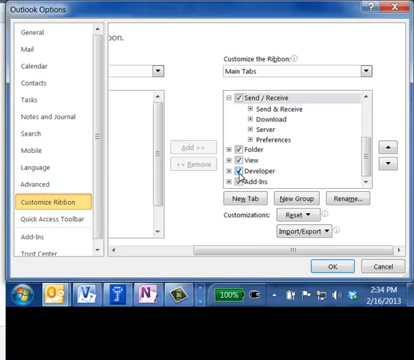 Outlook Options
General
Mail
Calendar
Contacts
Tasks
Notes and Journal
Search
Mobile
Language
Advanced
Customize Ribbon
Quick Access Toolbar
Add-Ins
Trust Center
bon.
Customize the Ribbon:
Main Tabs
Add >>
<< Remove
Send / Receive
Send & Receive
Download
Server
Preferences
Folder
View
Developer
Add-Ins
New Tab
New Group
Rename...
Customizations:
Reset
Import/Export
OK
Cancel
100%
2:34 PM
2/16/2013